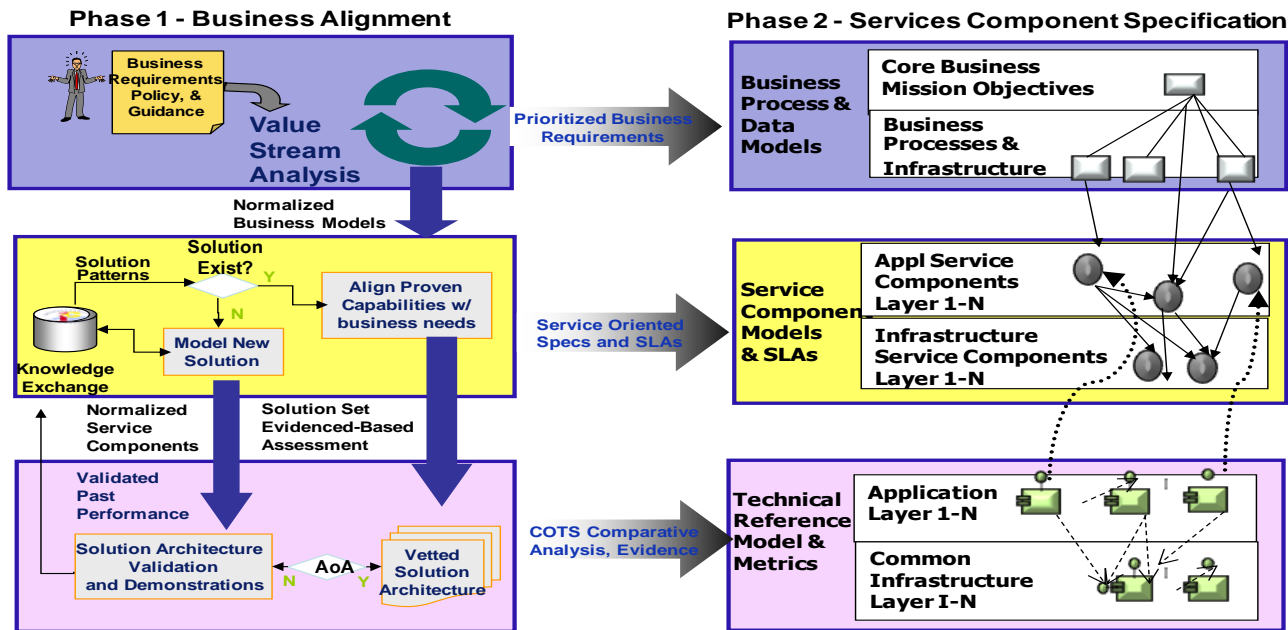 Phase 1 - Business Alignment
Phase 2 - Services Component Specification
Business
Requirements,
Policy, &
Guidance
Value
Stream
Analysis
Prioritized Business
Requirements
Business
Process &
Data
Models
Core Business
Mission Objectives
Business
Processes &
Infrastructure
Normalized
Business Models
Solution
Exist?
Solution
Patterns
Y
N
Align Proven
Capabilities w/
business needs
Model New
Solution
Knowledge
Exchange
Service Oriented
Specs and SLAs
Service
Component
Models
& SLAs
Appl Service
Components
Layer 1-N
Infrastructure
Service Components
Layer 1-N
Normalized
Service
Components
Solution Set
Evidenced-Based
Assessment
Validated
Past
Performance
Solution Architecture
Validation
and Demonstrations
N
AoA
Y
Vetted
Solution
Architecture
COTS Comparative
Analysis, Evidence
Technical
Reference
Model &
Metrics
Application
Layer 1-N
Common
Infrastructure
Layer I-N